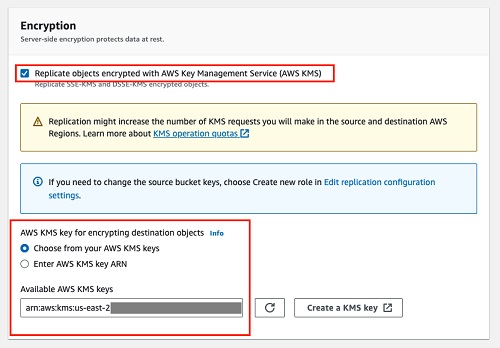 Encryption
Server-side encryption protects data at rest.
Replicate objects encrypted with AWS Key Management Service (AWS KMS)
Replicate SSE-KMS and DSSE-KMS encrypted objects.
Replication might increase the number of KMS requests you will make in the source and destination AWS
Regions. Learn more about KMS operation quotas
If you need to change the source bucket keys, choose Create new role in Edit replication configuration
settings.
AWS KMS key for encrypting destination objects Info
Choose from your AWS KMS keys
Enter AWS KMS key ARN
Available AWS KMS keys
arn:aws:kms:us-east-2
Create a KMS key